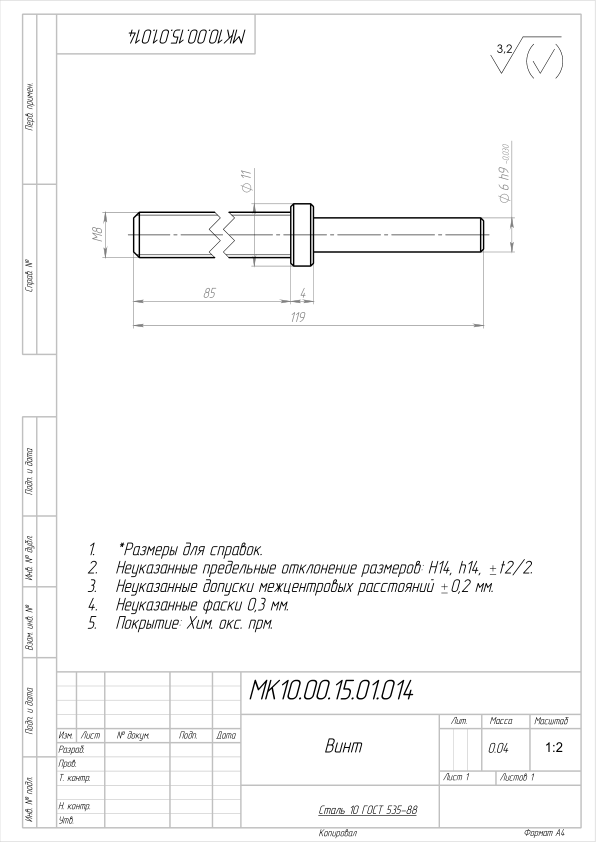 МК10.00.15.01.014
3,2
Перв. примен.
Справ. №
Подп. и дата
Инв. № дубл.
Взам. инв. №
Подп. и дата
Инв. № подл.
Φ 11
Φ 6 h9 -0,030
М8
85
4
119
1. *Размеры для справок.
2. Неуказанные предельные отклонение размеров: H14, h14, ±t2/2.
3. Неуказанные допуски межцентровых расстояний ±0,2 мм.
4. Неуказанные фаски 0,3 мм.
5. Покрытие: Хим. окс. прм.
МК10.00.15.01.014
Изм. Лист № докум. Подп. Дата
Разраб.
Пров.
Т. контр.
Н. контр.
Утв.
Винт
Лит. Масса Масштаб
0.04 1:2
Лист 1 Листов 1
Сталь 10 ГОСТ 535-88
Копировал Формат А4